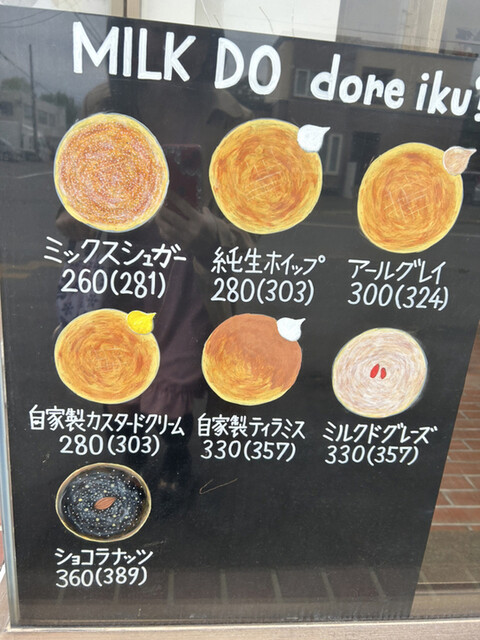 MILK DO dore iku?
ミックスシュガー
260(281)
純生ホイップ
280(303)
アールグレイ
300(324)
自家製カスタードクリーム
280(303)
自家製ティラミス
330(357)
ミルクドグレーズ
330(357)
ショコラナッツ
360(389)